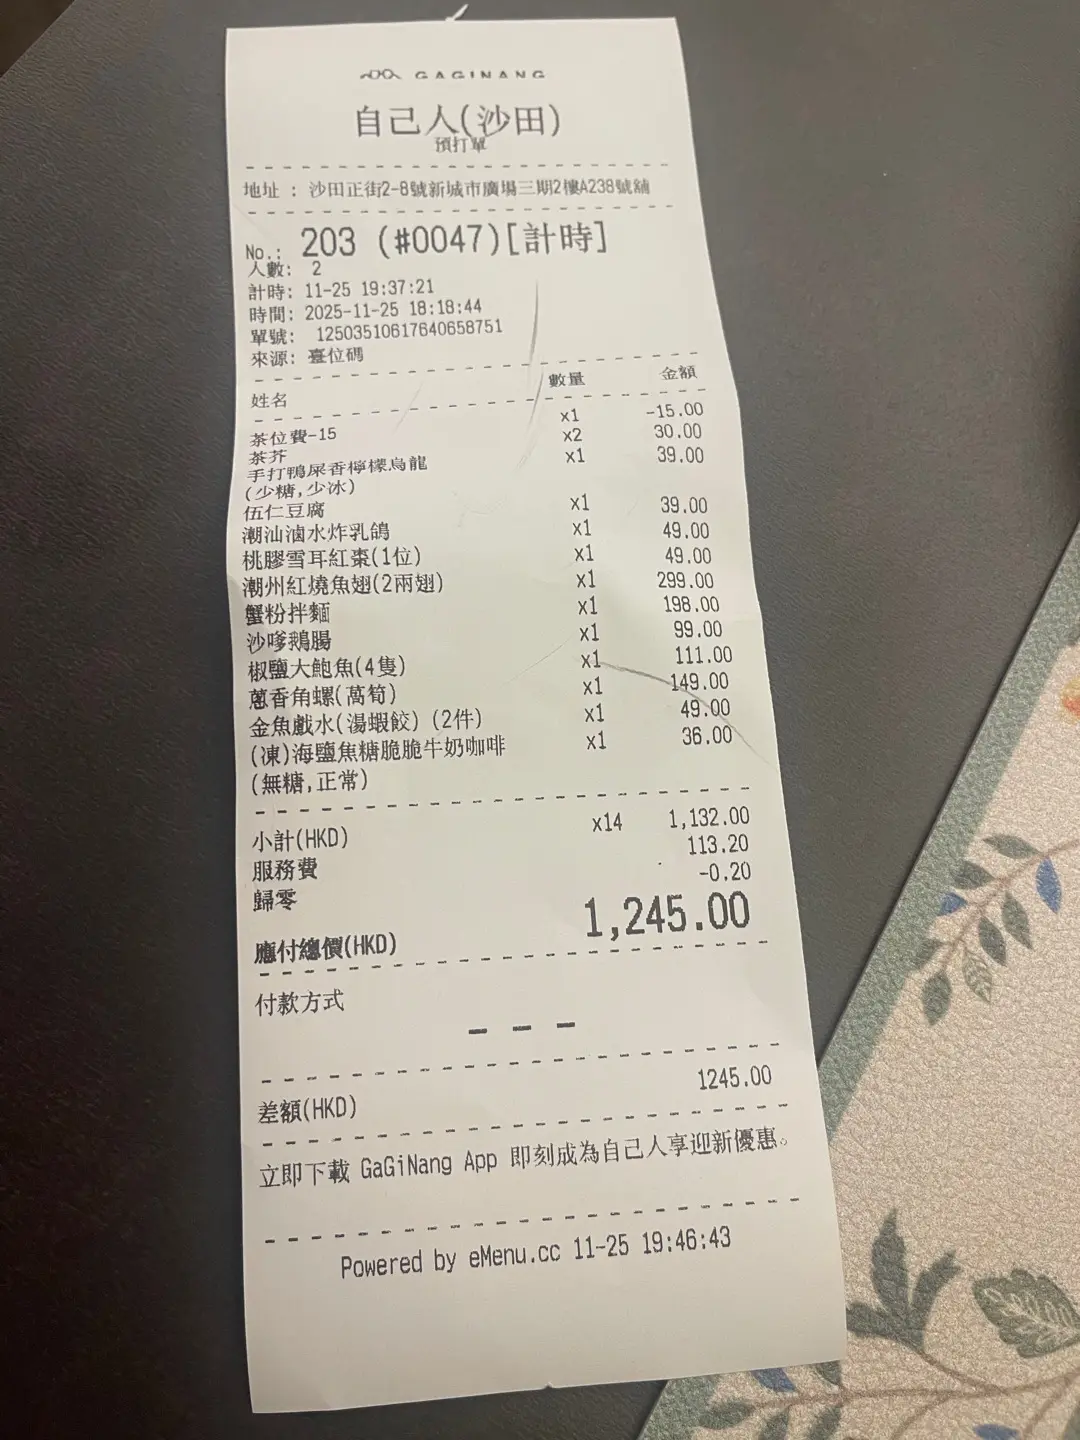 GAGINANG
自己人(沙田)
預打單
地址 : 沙田正街2-8號新城市廣場三期2樓A238號舖
No.: 203 (#0047)[計時]
人數: 2
計時: 11-25 19:37:21
時間: 2025-11-25 18:18:44
單號: 12503510617640658751
來源: 臺位碼
姓名 數量 金額
茶位費-15 x1 -15.00
茶芥 x2 30.00
手打鴨屎香檸檬烏龍 x1 39.00
(少糖,少冰)
伍仁豆腐 x1 39.00
潮汕滷水炸乳鴿 x1 49.00
桃膠雪耳紅棗(1位) x1 49.00
潮州紅燒魚翅(2兩翅) x1 299.00
蟹粉拌麵 x1 198.00
沙嗲鵝腸 x1 99.00
椒鹽大鮑魚(4隻) x1 111.00
蔥香角螺(萵筍) x1 149.00
金魚戲水(湯蝦餃) (2件) x1 49.00
(凍)海鹽焦糖脆脆牛奶咖啡 x1 36.00
(無糖,正常)
小計(HKD) x14 1,132.00
服務費 113.20
歸零 -0.20
應付總價(HKD) 1,245.00
付款方式
– – –
差額(HKD) 1245.00
立即下載 GaGiNang App 即刻成為自己人享迎新優惠。
Powered by eMenu.cc 11-25 19:46:43